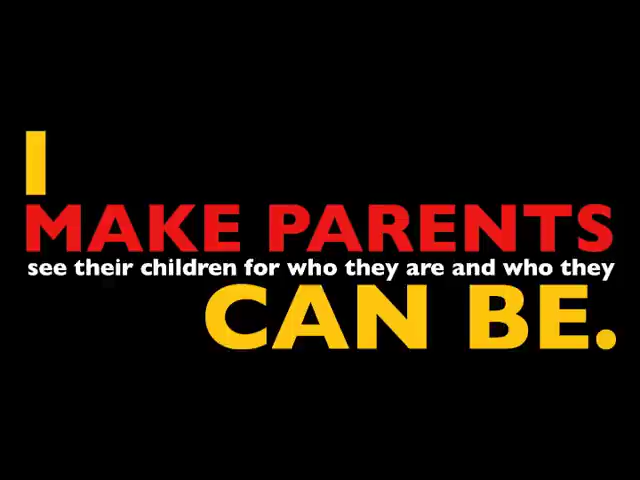 I
MAKE PARENTS
see their children for who they are and who they
CAN BE.